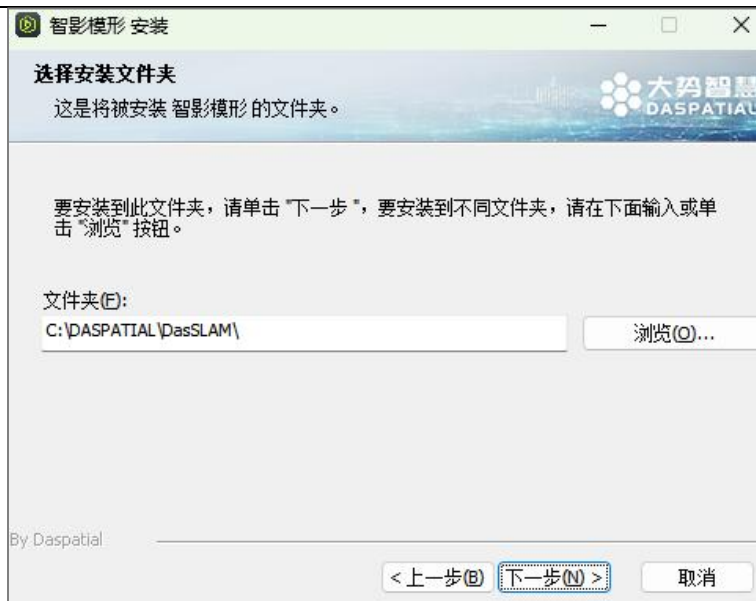 智影模形 安装
选择安装文件夹
这是将被安装 智影模形 的文件夹。
大势智慧
DASPATIAL
要安装到此文件夹，请单击 "下一步 "，要安装到不同文件夹，请在下面输入或单
击 "浏览" 按钮。
文件夹(F):
C:\DASPATIAL\DasSLAM\
浏览(O)...
By Daspatial
< 上一步(B)
下一步(N) >
取消